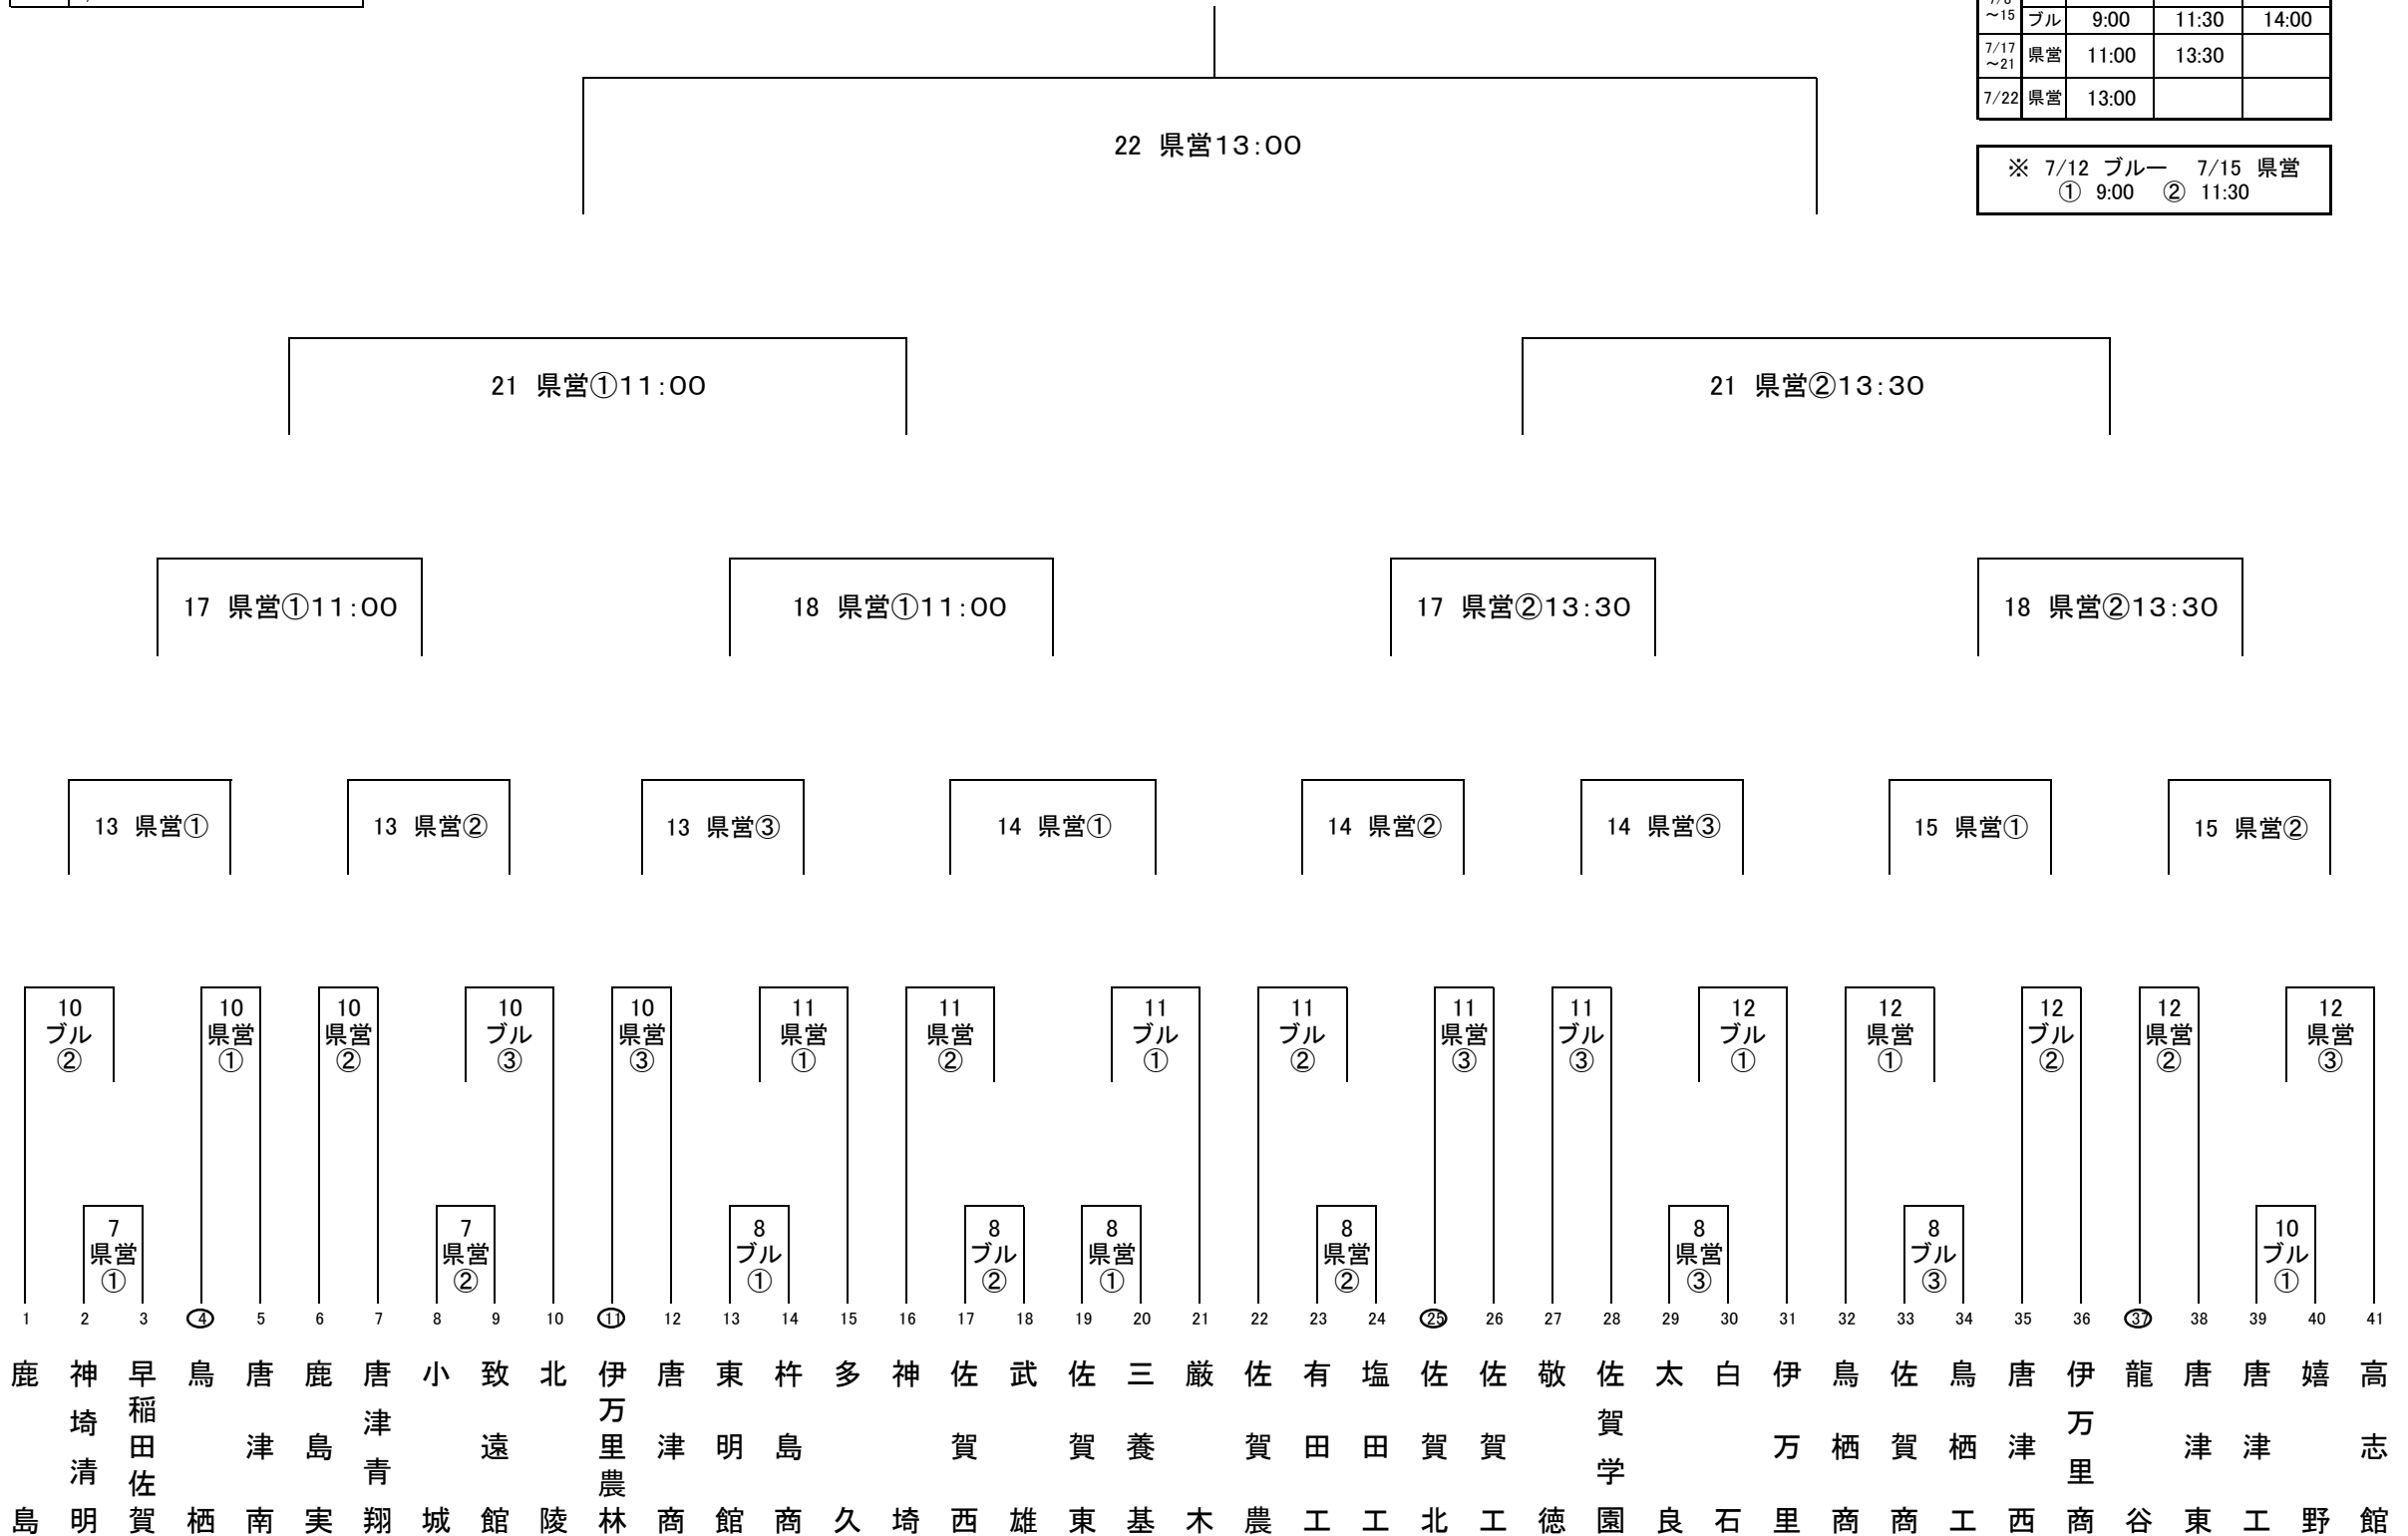 ～15 ブル 9:00 11:30 14:00
7/17 ～21 県営 11:00 13:30
7/22 県営 13:00
22 県営13:00
※ 7/12 ブルー 7/15 県営
① 9:00 ② 11:30
21 県営①11:00
21 県営②13:30
17 県営①11:00
18 県営①11:00
17 県営②13:30
18 県営②13:30
13 県営①
13 県営②
13 県営③
14 県営①
14 県営②
14 県営③
15 県営①
15 県営②
10 ブル ②
10 県営 ①
10 県営 ②
10 ブル ③
10 県営 ③
11 県営 ①
11 県営 ②
11 ブル ①
11 ブル ②
11 県営 ③
11 ブル ③
12 ブル ①
12 県営 ①
12 ブル ②
12 県営 ②
12 県営 ③
7 県営 ①
7 県営 ②
8 ブル ①
8 ブル ②
8 県営 ①
8 県営 ②
8 県営 ③
8 ブル ③
10 ブル ①
1 鹿島
2 神埼清明
3 早稲田佐賀
4 鳥栖
5 唐津南
6 鹿島実
7 唐津青翔
8 小城
9 致遠館
10 北陵
11 伊万里農林
12 唐津商
13 東明館
14 杵島商
15 多久
16 神埼
17 佐賀西
18 武雄
19 佐賀東
20 三養基
21 厳木
22 佐賀農
23 有田工
24 塩田工
25 佐賀北
26 佐賀工
27 敬徳
28 佐賀学園
29 太良
30 白石
31 伊万里
32 鳥栖商
33 佐賀商
34 鳥栖工
35 唐津西
36 伊万里商
37 龍谷
38 唐津東
39 唐津工
40 嬉野
41 高志館